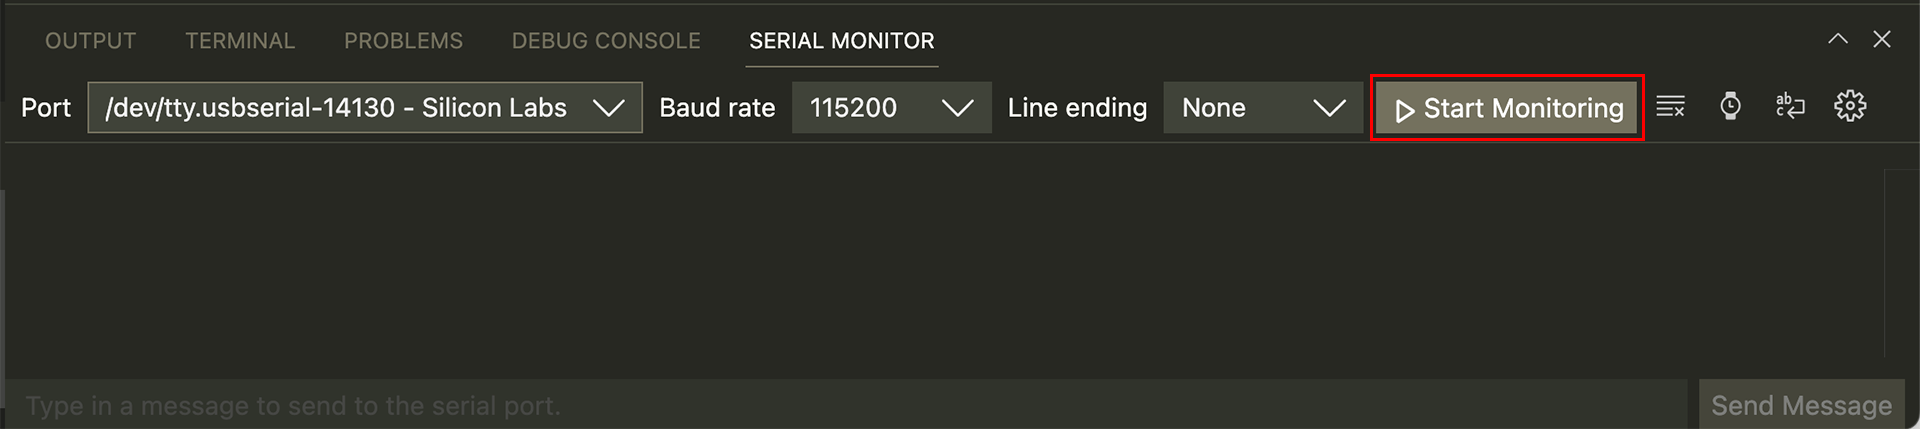 OUTPUT TERMINAL PROBLEMS DEBUG CONSOLE SERIAL MONITOR
Port /dev/tty.usbserial-14130 - Silicon Labs Baud rate 115200 Line ending None Start Monitoring
Type in a message to send to the serial port. Send Message